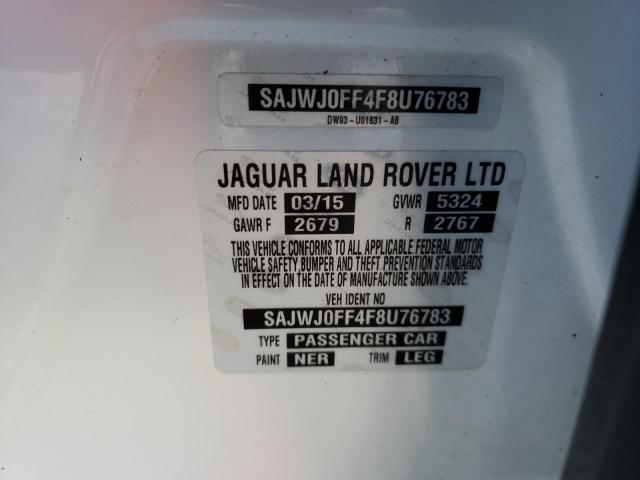 SAJWJ0FF4F8U76783
DW93-U01631-AB
JAGUAR LAND ROVER LTD
MFD DATE 03/15 GVWR 5324
GAWR F 2679 R 2767
THIS VEHICLE CONFORMS TO ALL APPLICABLE FEDERAL MOTOR
VEHICLE SAFETY,BUMPER AND THEFT PREVENTION STANDARDS
IN EFFECT ON THE DATE OF MANUFACTURE SHOWN ABOVE.
VEH IDENT NO
SAJWJ0FF4F8U76783
TYPE PASSENGER CAR
PAINT NER TRIM LEG